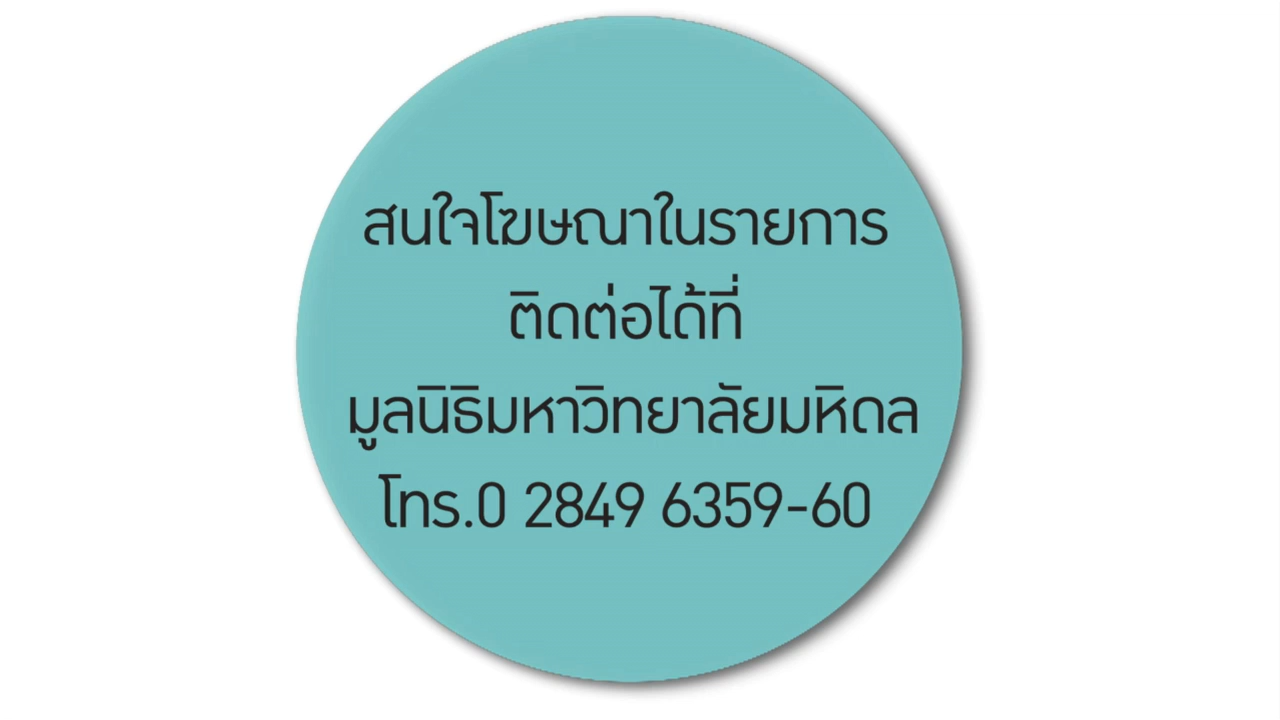 สนใจโฆษณาในรายการ
ติดต่อได้ที่
มูลนิธิมหาวิทยาลัยมหิดล
โทร.0 2849 6359-60